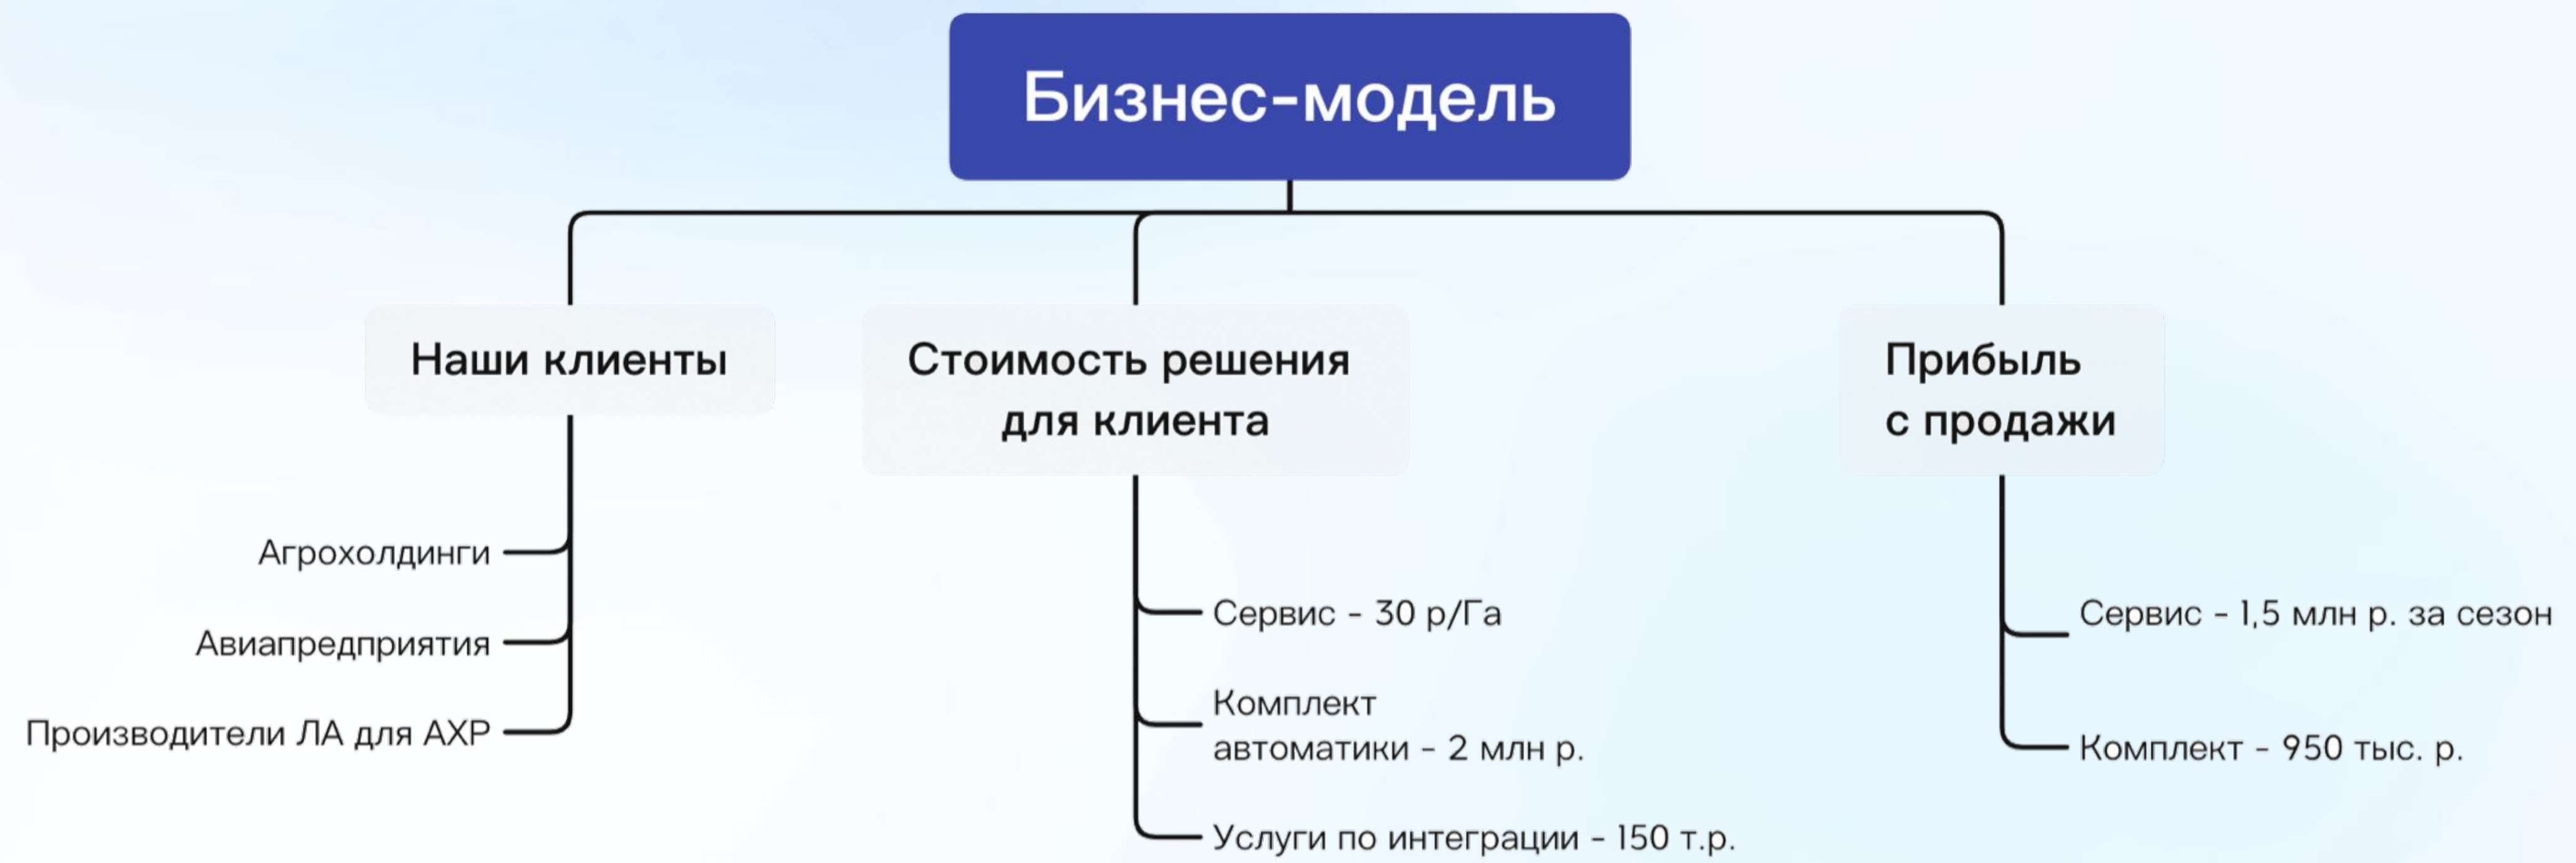 Бизнес-модель
Наши клиенты
Агрохолдинги
Авиапредприятия
Производители ЛА для АХР
Стоимость решения
для клиента
Сервис - 30 р/Га
Комплект
автоматики - 2 млн р.
Услуги по интеграции - 150 т.р.
Прибыль
с продажи
Сервис - 1,5 млн р. за сезон
Комплект - 950 тыс. р.